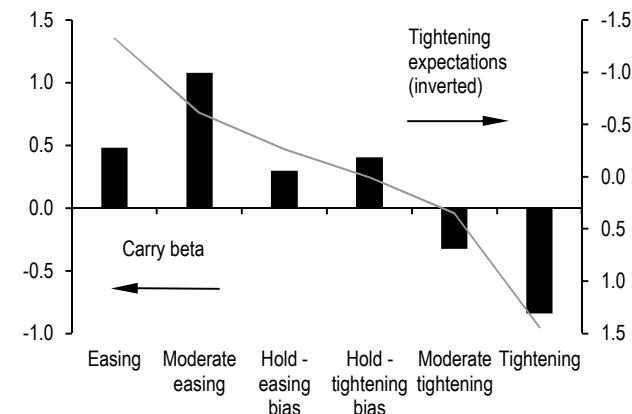 1.5
1.0
0.5
0.0
-0.5
-1.0
-1.5
-1.0
-0.5
0.0
0.5
1.0
1.5
Tightening
expectations
(inverted)
Carry beta
Easing
Moderate
easing
Hold -
easing
bias
Hold -
tightening
bias
Moderate
tightening
Tightening